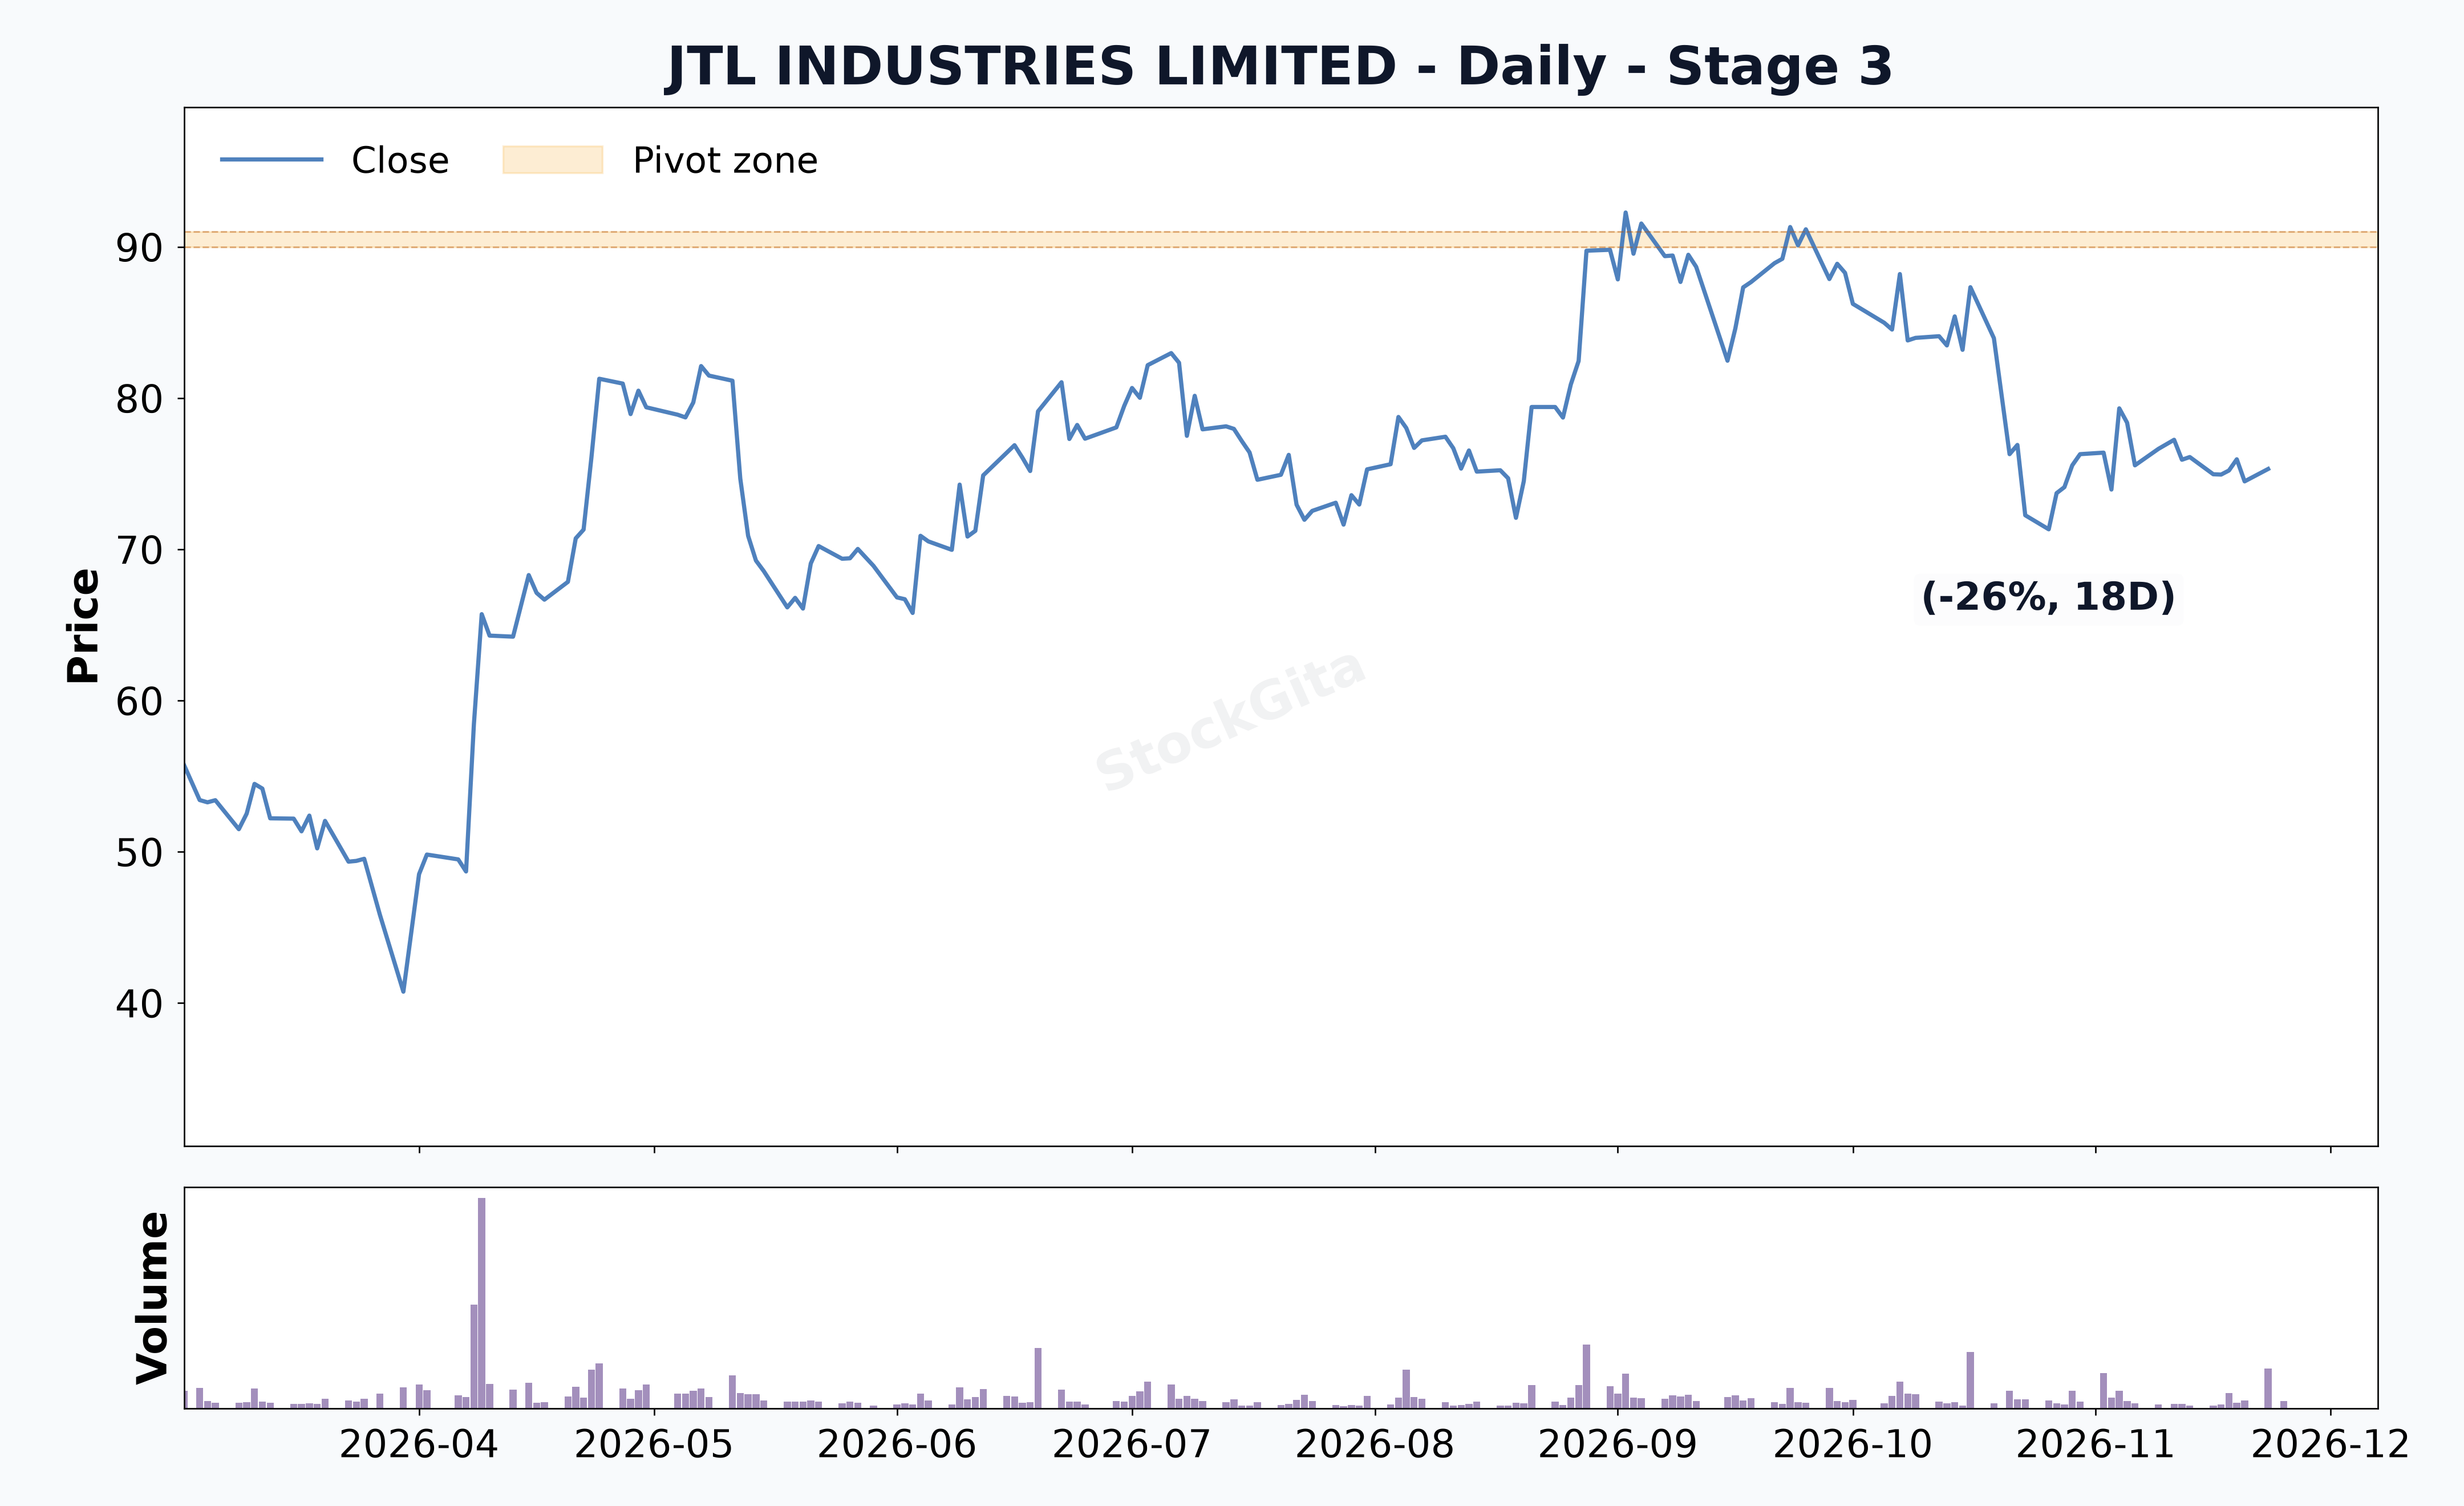 JTL INDUSTRIES LIMITED - Daily - Stage 3
Close
Pivot zone
90
80
70
60
50
40
Price
(-26%, 18D)
StockGita
Volume
2026-04
2026-05
2026-06
2026-07
2026-08
2026-09
2026-10
2026-11
2026-12